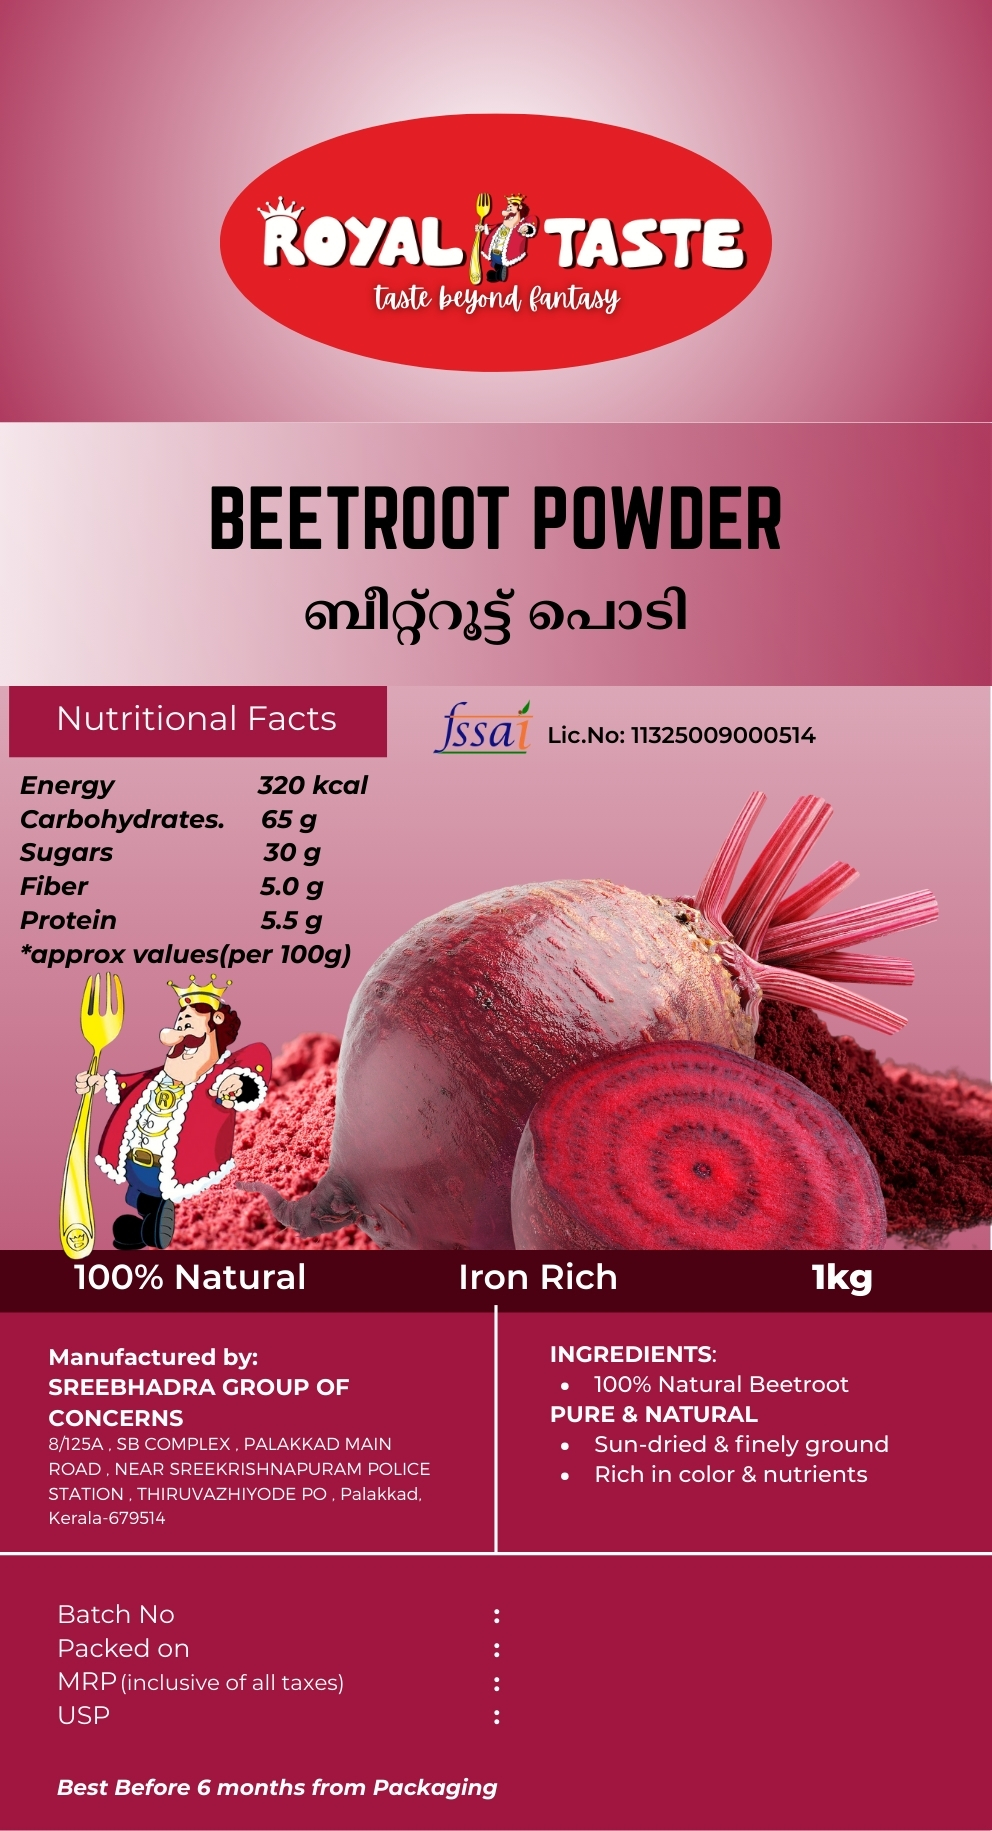 ROYAL TASTE
taste beyond fantasy
BEETROOT POWDER
ബീറ്റ്റൂട്ട് പൊടി
Nutritional Facts
fssai Lic.No: 11325009000514
Energy 320 kcal
Carbohydrates. 65 g
Sugars 30 g
Fiber 5.0 g
Protein 5.5 g
*approx values(per 100g)
100% Natural Iron Rich 1kg
Manufactured by:
SREEBHADRA GROUP OF
CONCERNS
8/125A , SB COMPLEX , PALAKKAD MAIN
ROAD , NEAR SREEKRISHNAPURAM POLICE
STATION , THIRUVAZHIYODE PO , Palakkad,
Kerala-679514
INGREDIENTS:
• 100% Natural Beetroot
PURE & NATURAL
• Sun-dried & finely ground
• Rich in color & nutrients
Batch No :
Packed on :
MRP(inclusive of all taxes) :
USP :
Best Before 6 months from Packaging